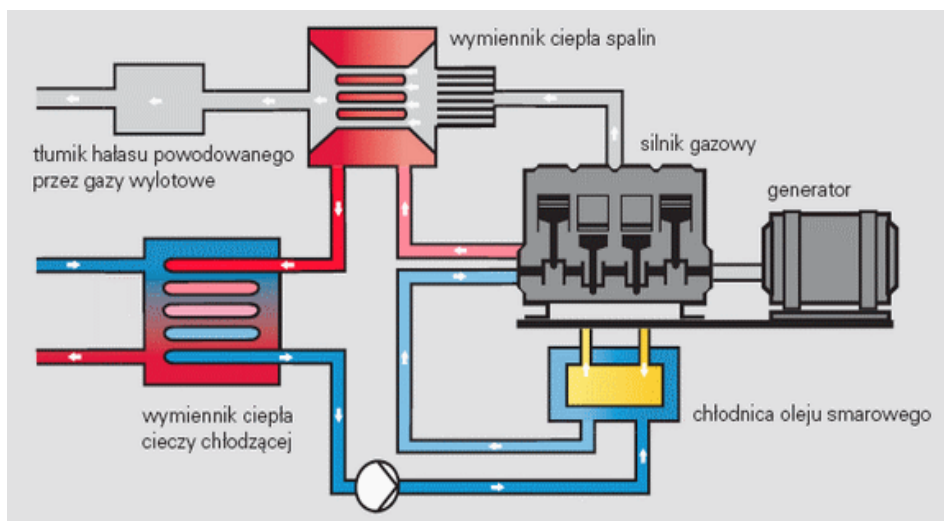 wymiennik ciepła spalin
tłumik hałasu powodowanego
przez gazy wylotowe
silnik gazowy
generator
wymiennik ciepła
cieczy chłodzącej
chłodnica oleju smarowego